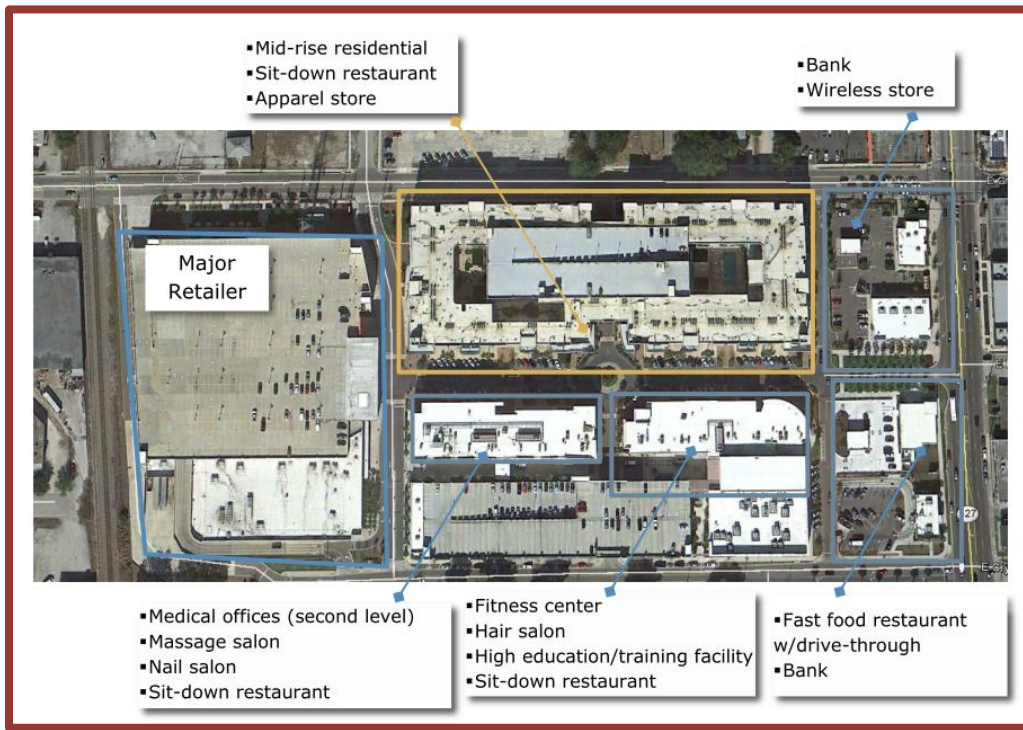 ▪Mid-rise residential
▪Sit-down restaurant
▪Apparel store
▪Bank
▪Wireless store
Major
Retailer
27
▪Medical offices (second level)
▪Massage salon
▪Nail salon
▪Sit-down restaurant
▪Fitness center
▪Hair salon
▪High education/training facility
▪Sit-down restaurant
▪Fast food restaurant
w/drive-through
▪Bank